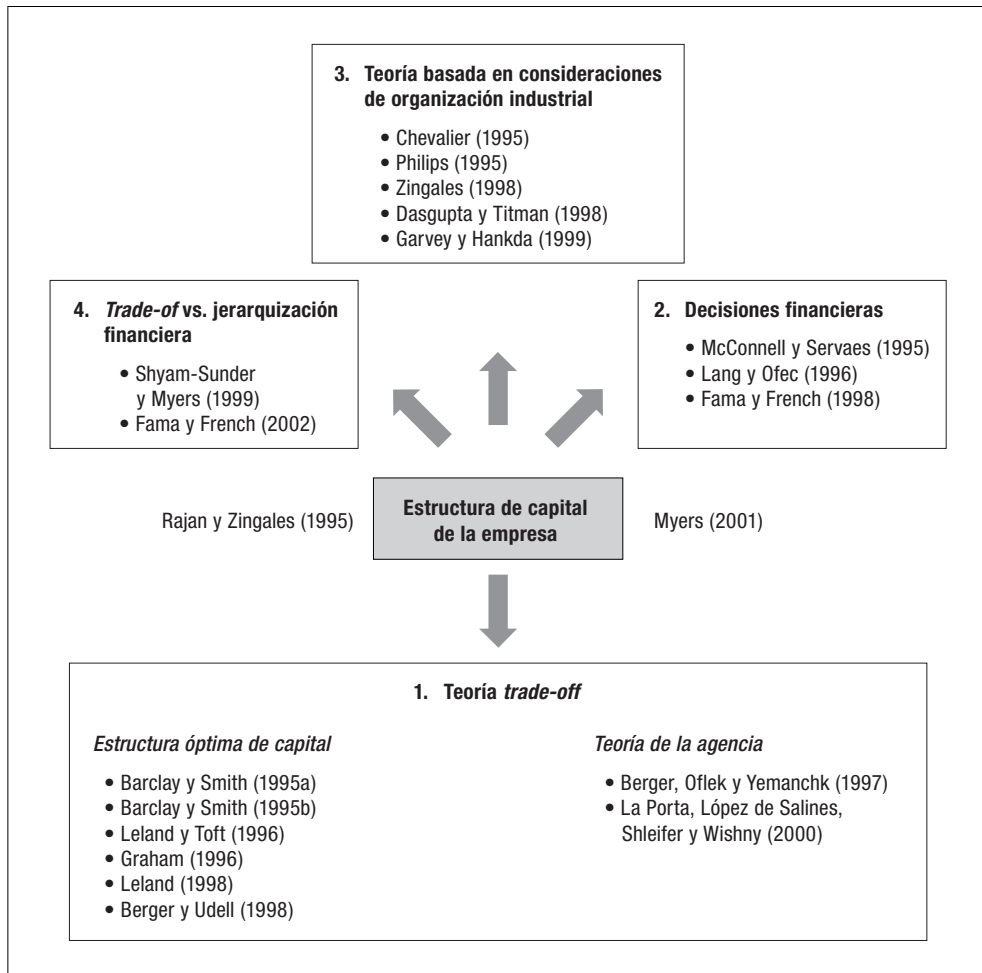 3. Teoría basada en consideraciones
de organización industrial
• Chevalier (1995)
• Philips (1995)
• Zingales (1998)
• Dasgupta y Titman (1998)
• Garvey y Hankda (1999)
4. Trade-of vs. jerarquización
financiera
• Shyam-Sunder
y Myers (1999)
• Fama y French (2002)
2. Decisiones financieras
• McConnell y Servaes (1995)
• Lang y Ofec (1996)
• Fama y French (1998)
Rajan y Zingales (1995)
Estructura de capital
de la empresa
Myers (2001)
1. Teoría trade-off
Estructura óptima de capital
• Barclay y Smith (1995a)
• Barclay y Smith (1995b)
• Leland y Toft (1996)
• Graham (1996)
• Leland (1998)
• Berger y Udell (1998)
Teoría de la agencia
• Berger, Oflek y Yemanchk (1997)
• La Porta, López de Salines,
Shleifer y Wishny (2000)